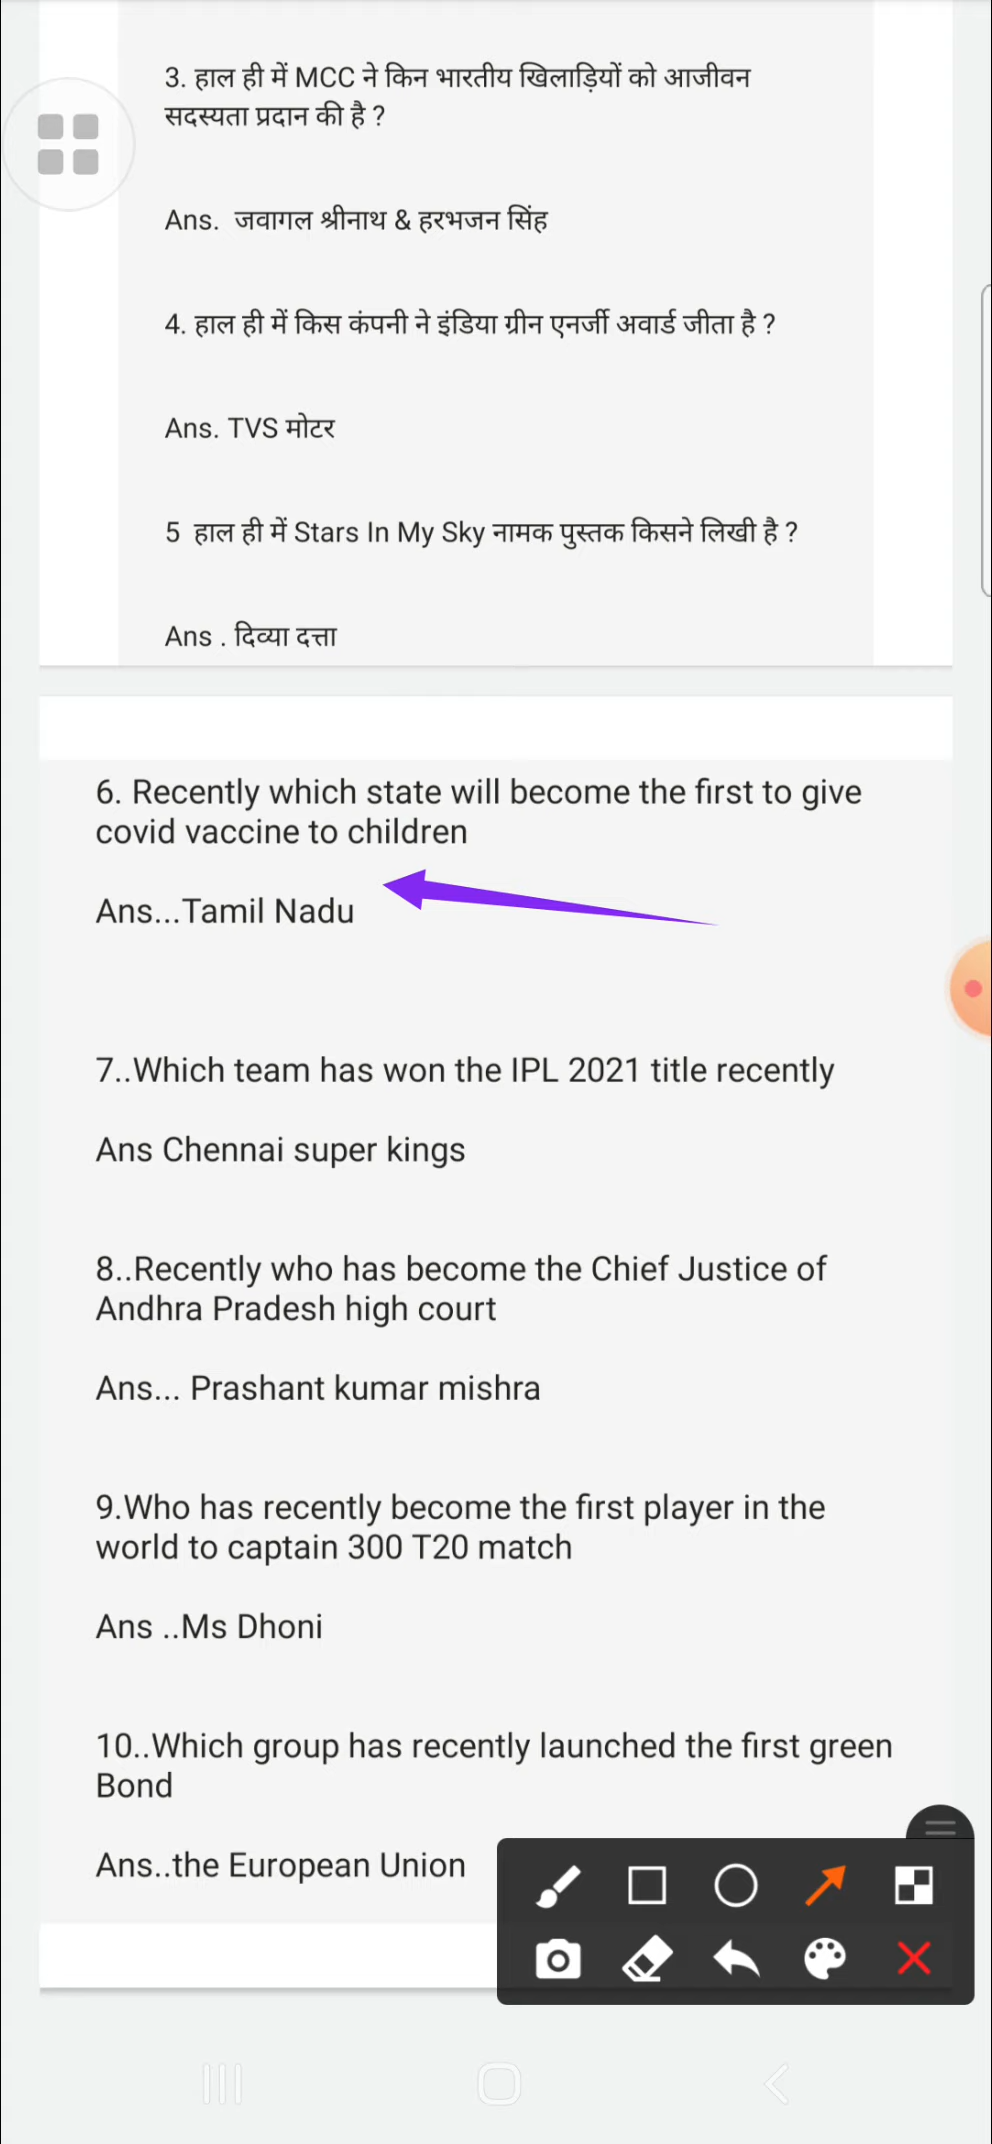 3. हाल ही में MCC ने किन भारतीय खिलाड़ियों को आजीवन
सदस्यता प्रदान की है ?
Ans. जवागल श्रीनाथ & हरभजन सिंह
4. हाल ही में किस कंपनी ने इंडिया ग्रीन एनर्जी अवार्ड जीता है ?
Ans. TVS मोटर
5 हाल ही में Stars In My Sky नामक पुस्तक किसने लिखी है ?
Ans . दिव्या दत्ता
6. Recently which state will become the first to give
covid vaccine to children
Ans...Tamil Nadu
7..Which team has won the IPL 2021 title recently
Ans Chennai super kings
8..Recently who has become the Chief Justice of
Andhra Pradesh high court
Ans... Prashant kumar mishra
9.Who has recently become the first player in the
world to captain 300 T20 match
Ans ..Ms Dhoni
10..Which group has recently launched the first green
Bond
Ans..the European Union